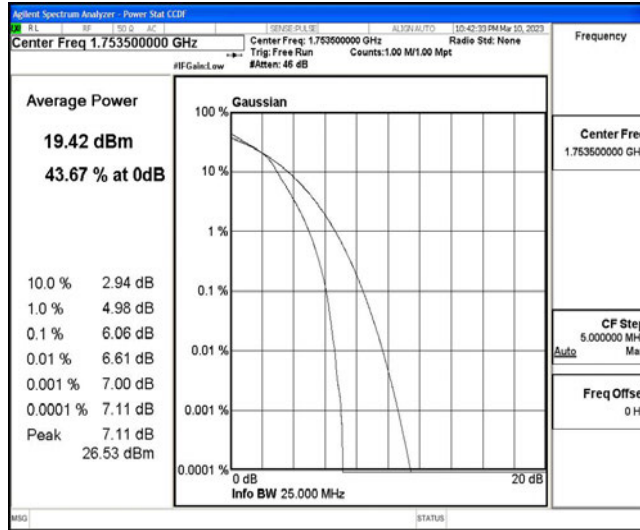 Agilent Spectrum Analyzer - Power Stat CCDF
RL RF 50 Ω AC SENSE:PULSE ALIGN AUTO 10:42:33 PM Mar 10, 2023
Center Freq 1.753500000 GHz
Center Freq: 1.753500000 GHz
Radio Std: None
Trig: Free Run
Counts:1.00 M/1.00 Mpt
#IFGain:Low
#Atten: 46 dB
Average Power
19.42 dBm
43.67 % at 0dB
10.0 % 2.94 dB
1.0 % 4.98 dB
0.1 % 6.06 dB
0.01 % 6.61 dB
0.001 % 7.00 dB
0.0001 % 7.11 dB
Peak 7.11 dB
26.53 dBm
Gaussian
100 %
10 %
1 %
0.1 %
0.01 %
0.001 %
0.0001 %
0 dB
20 dB
Info BW 25.000 MHz
Frequency
Center Fre
1.753500000 GH
CF Ste
5.000000 MH
Auto Ma
Freq Offse
0 H
MSG
STATUS